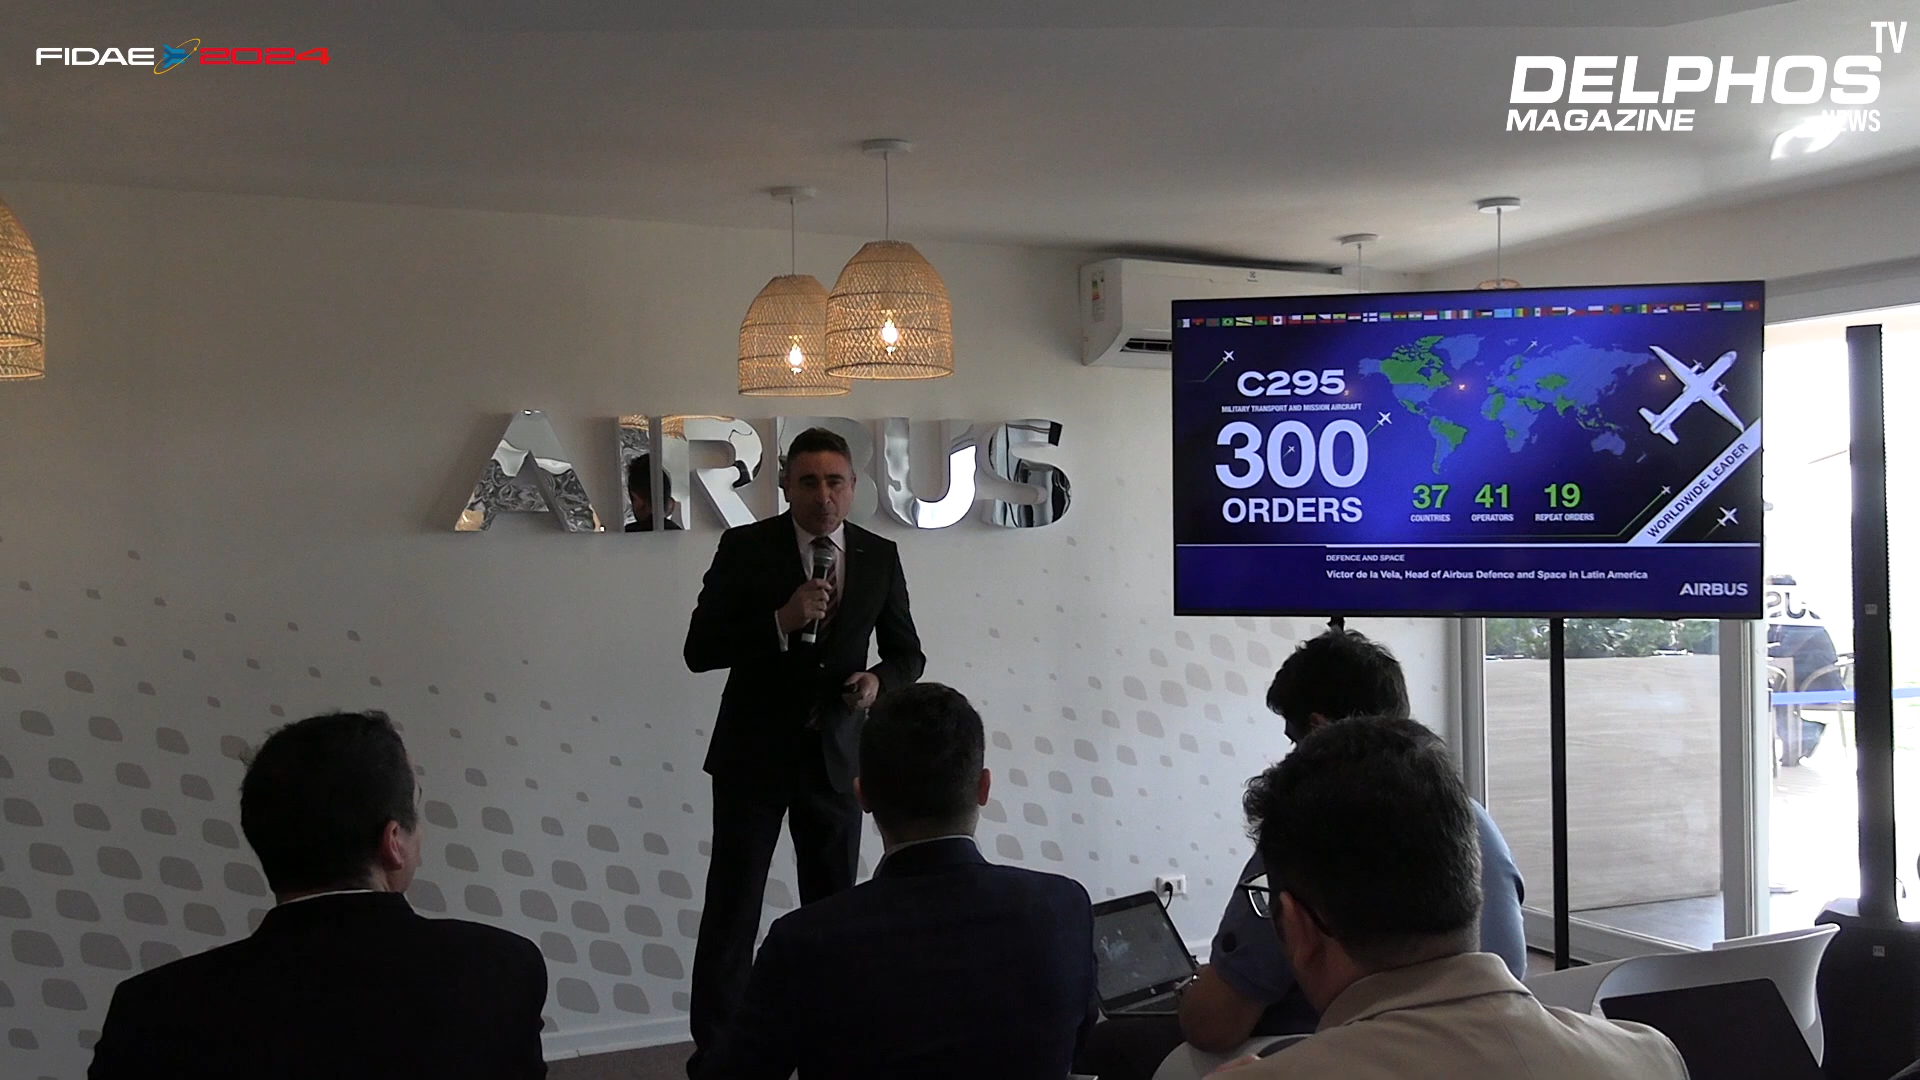 FIDAE 2024
TV
DELPHOS
MAGAZINE NEWS
AIRBUS
C295
MILITARY TRANSPORT AND MISSION AIRCRAFT
300
ORDERS
37 41 19
COUNTRIES OPERATORS REPEAT ORDERS
WORLDWIDE LEADER
DEFENCE AND SPACE
Víctor de la Vela, Head of Airbus Defence and Space in Latin America
AIRBUS